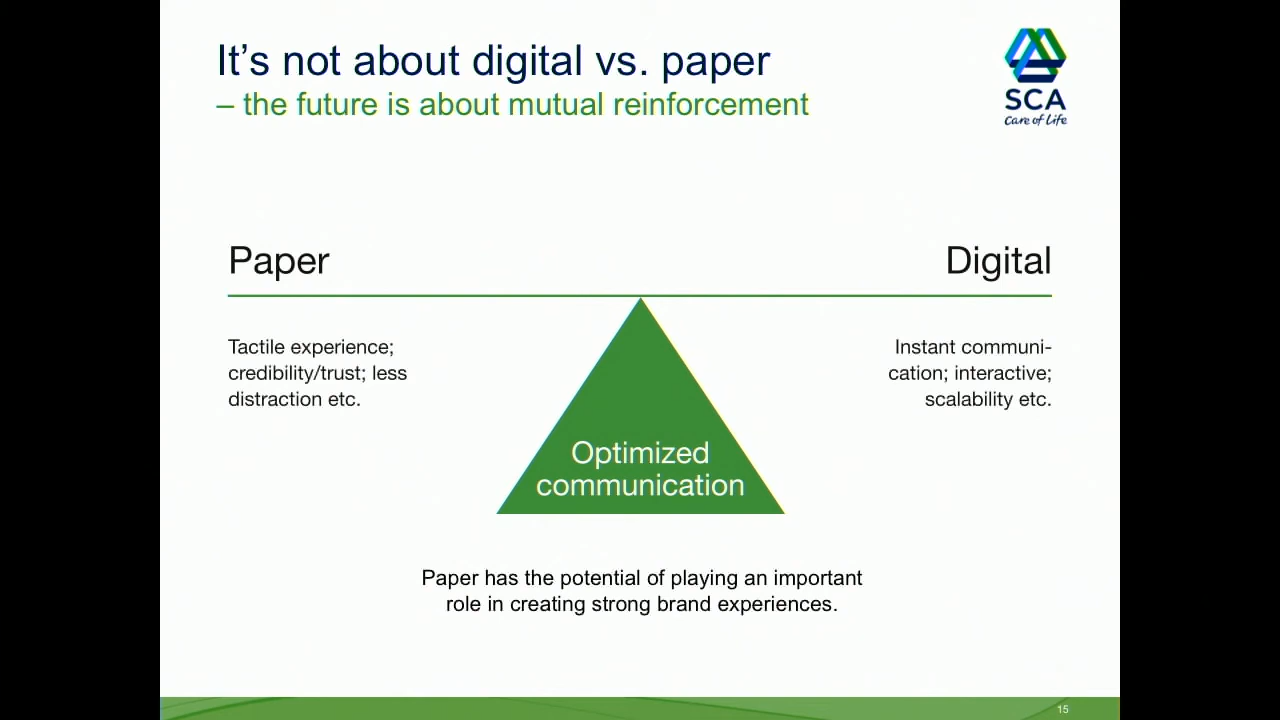 It's not about digital vs. paper
– the future is about mutual reinforcement
SCA
Care of Life
Paper
Digital
Tactile experience;
credibility/trust; less
distraction etc.
Instant communi-
cation; interactive;
scalability etc.
Optimized
communication
Paper has the potential of playing an important
role in creating strong brand experiences.
15